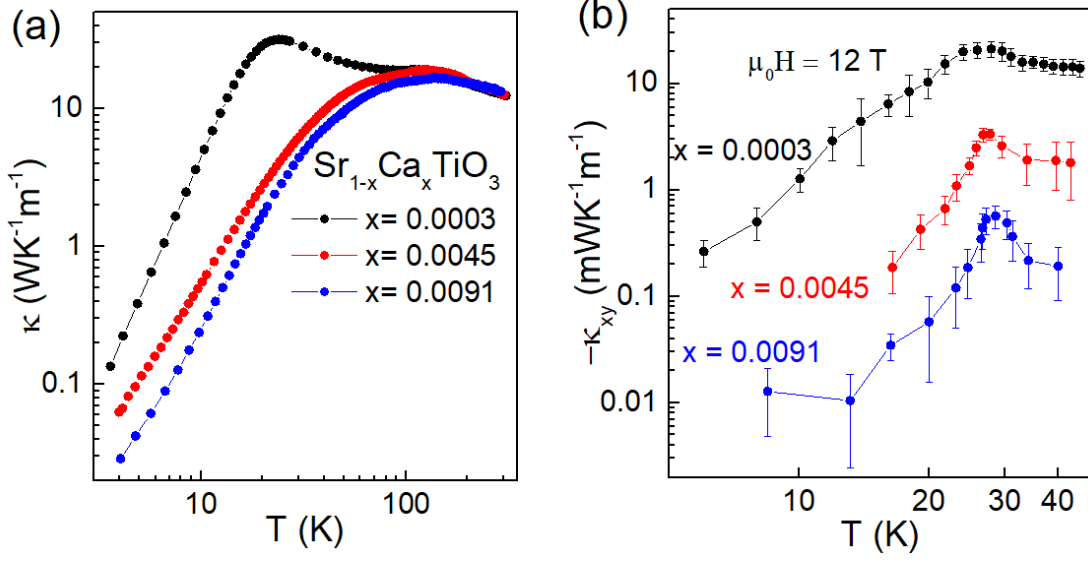 (a)
κ (WK⁻¹m⁻¹)
10
1
0.1
Sr₁₋ₓCaₓTiO₃
x= 0.0003
x= 0.0045
x= 0.0091
10
100
T (K)
(b)
−κₓᵧ (mWK⁻¹m⁻¹)
10
1
0.1
0.01
μ₀H = 12 T
x = 0.0003
x = 0.0045
x = 0.0091
10
20
30
40
T (K)